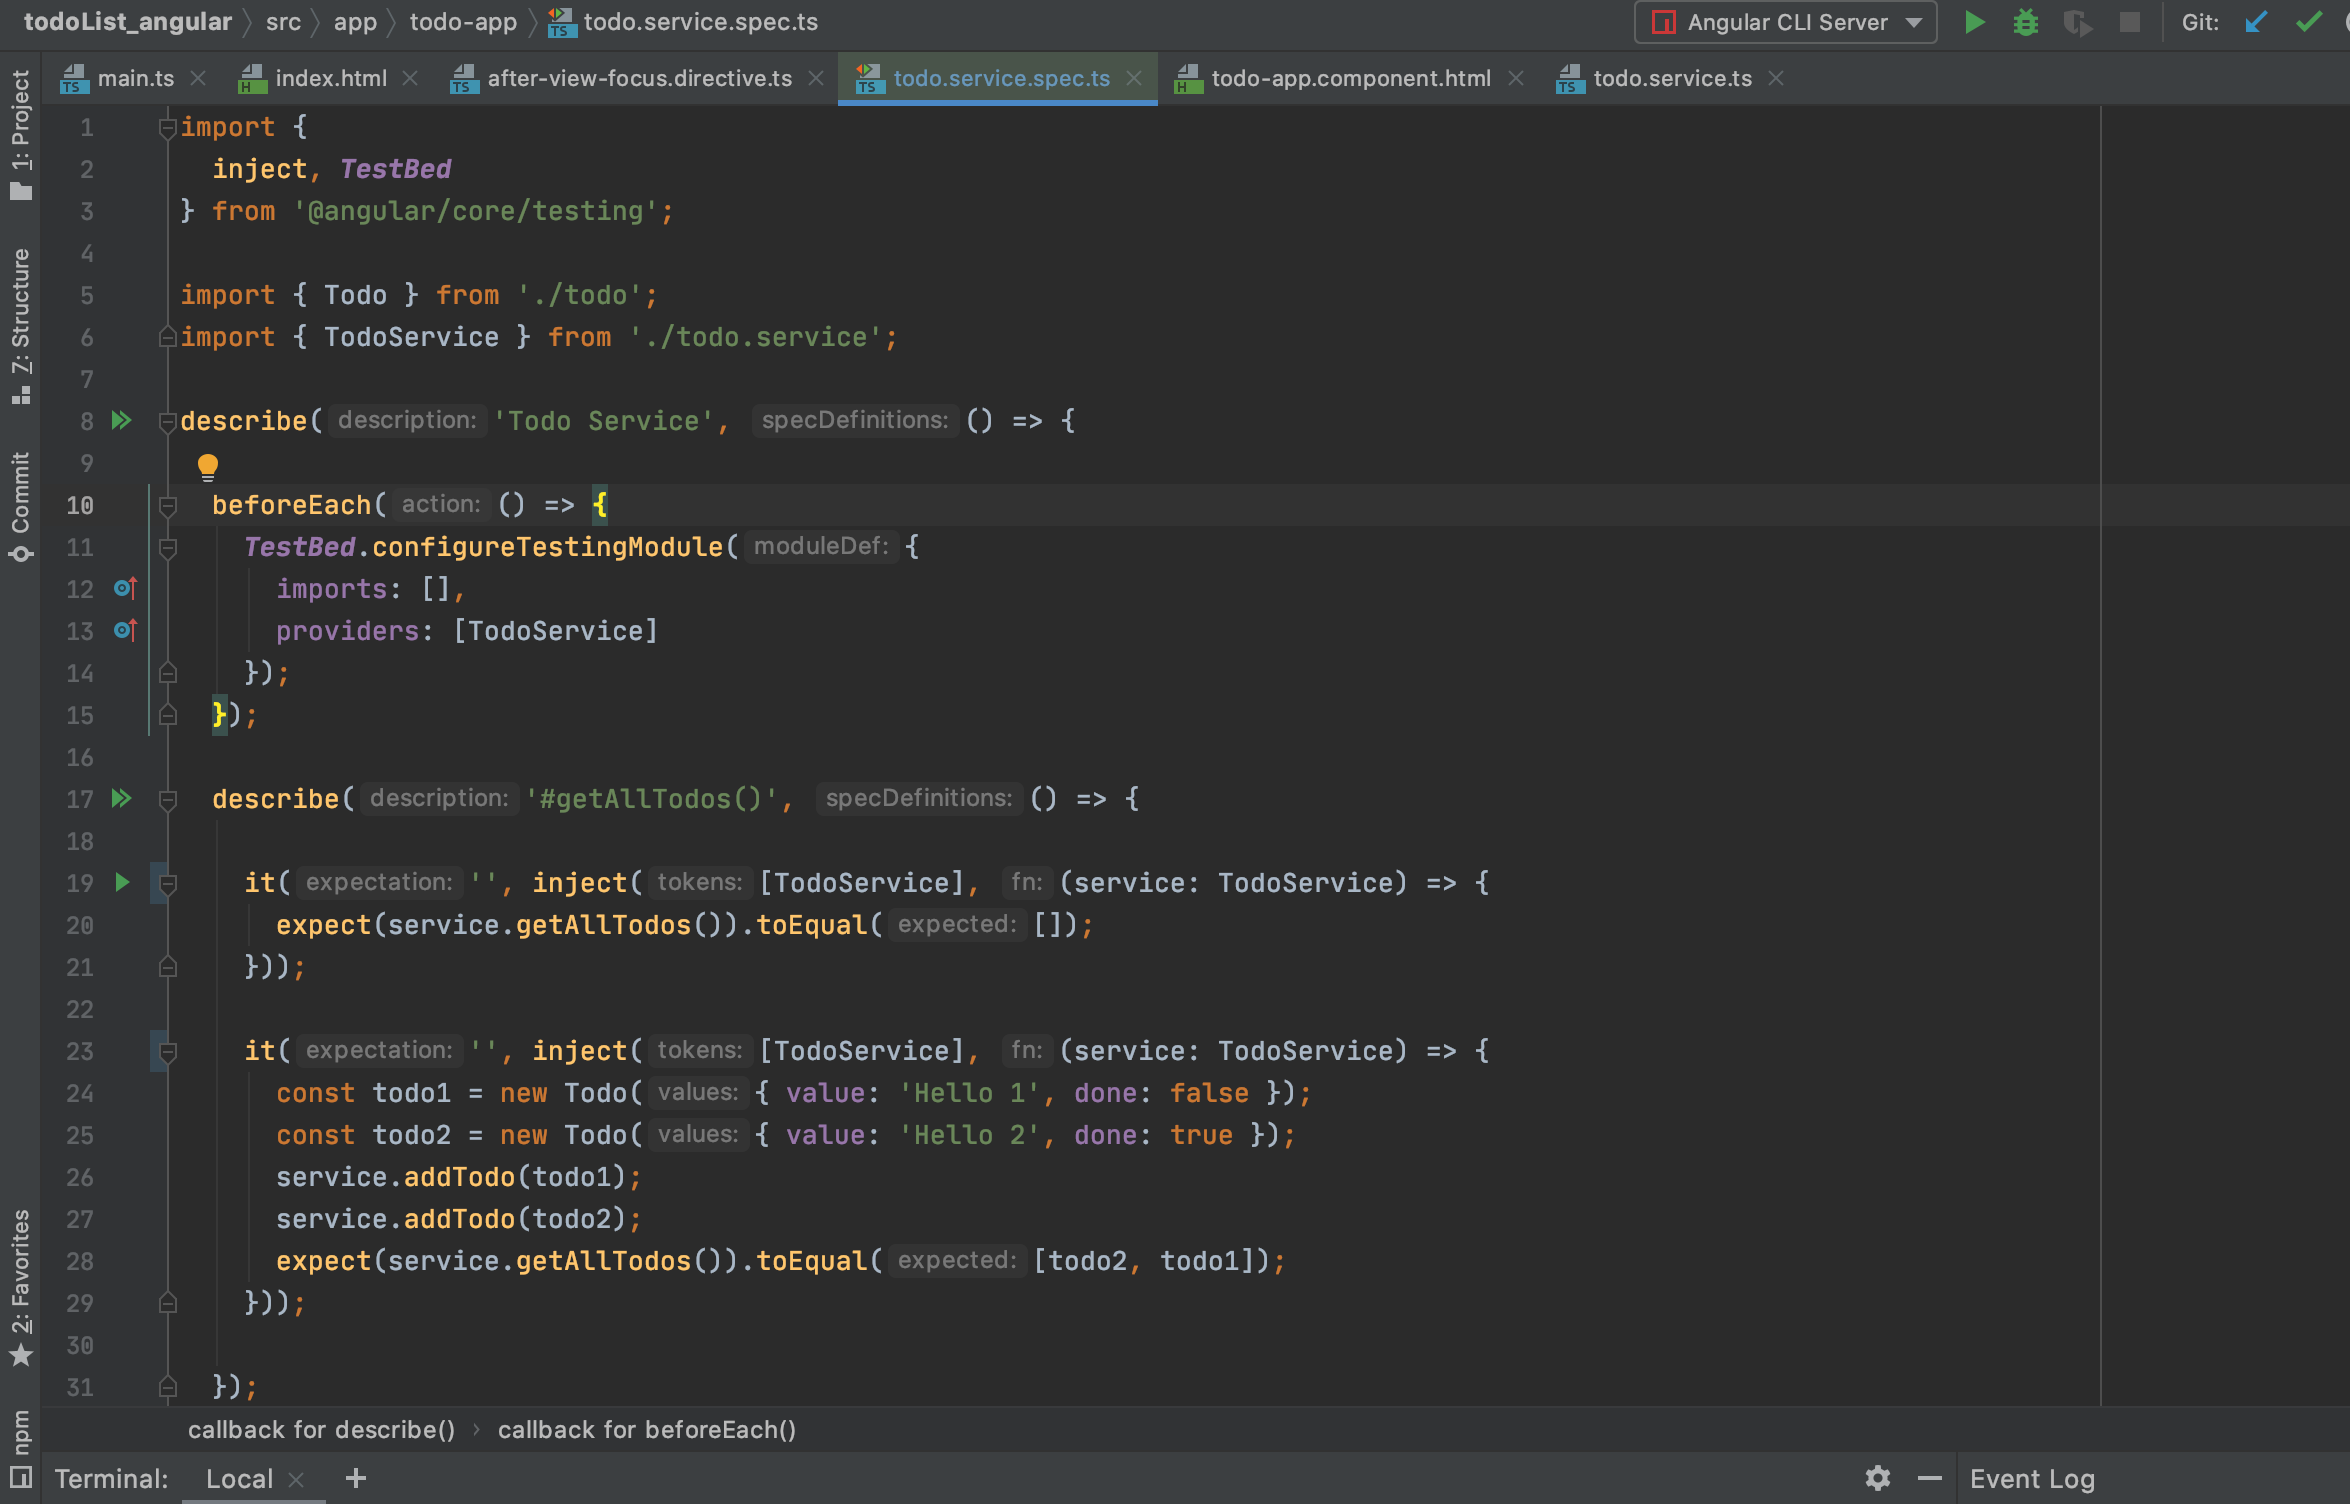 todoList_angular src app todo-app todo.service.spec.ts Angular CLI Server Git:
main.ts index.html after-view-focus.directive.ts todo.service.spec.ts todo-app.component.html todo.service.ts
1: Project
7: Structure
Commit
2: Favorites
npm
1 import {
2 inject, TestBed
3 } from '@angular/core/testing';
4
5 import { Todo } from './todo';
6 import { TodoService } from './todo.service';
7
8 describe( description: 'Todo Service', specDefinitions: () => {
9
10 beforeEach( action: () => {
11 TestBed.configureTestingModule( moduleDef: {
12 imports: [],
13 providers: [TodoService]
14 });
15 });
16
17 describe( description: '#getAllTodos()', specDefinitions: () => {
18
19 it( expectation: '', inject( tokens: [TodoService], fn: (service: TodoService) => {
20 expect(service.getAllTodos()).toEqual( expected: []);
21 }));
22
23 it( expectation: '', inject( tokens: [TodoService], fn: (service: TodoService) => {
24 const todo1 = new Todo( values: { value: 'Hello 1', done: false });
25 const todo2 = new Todo( values: { value: 'Hello 2', done: true });
26 service.addTodo(todo1);
27 service.addTodo(todo2);
28 expect(service.getAllTodos()).toEqual( expected: [todo2, todo1]);
29 }));
30
31 });
callback for describe() › callback for beforeEach()
Terminal: Local + Event Log